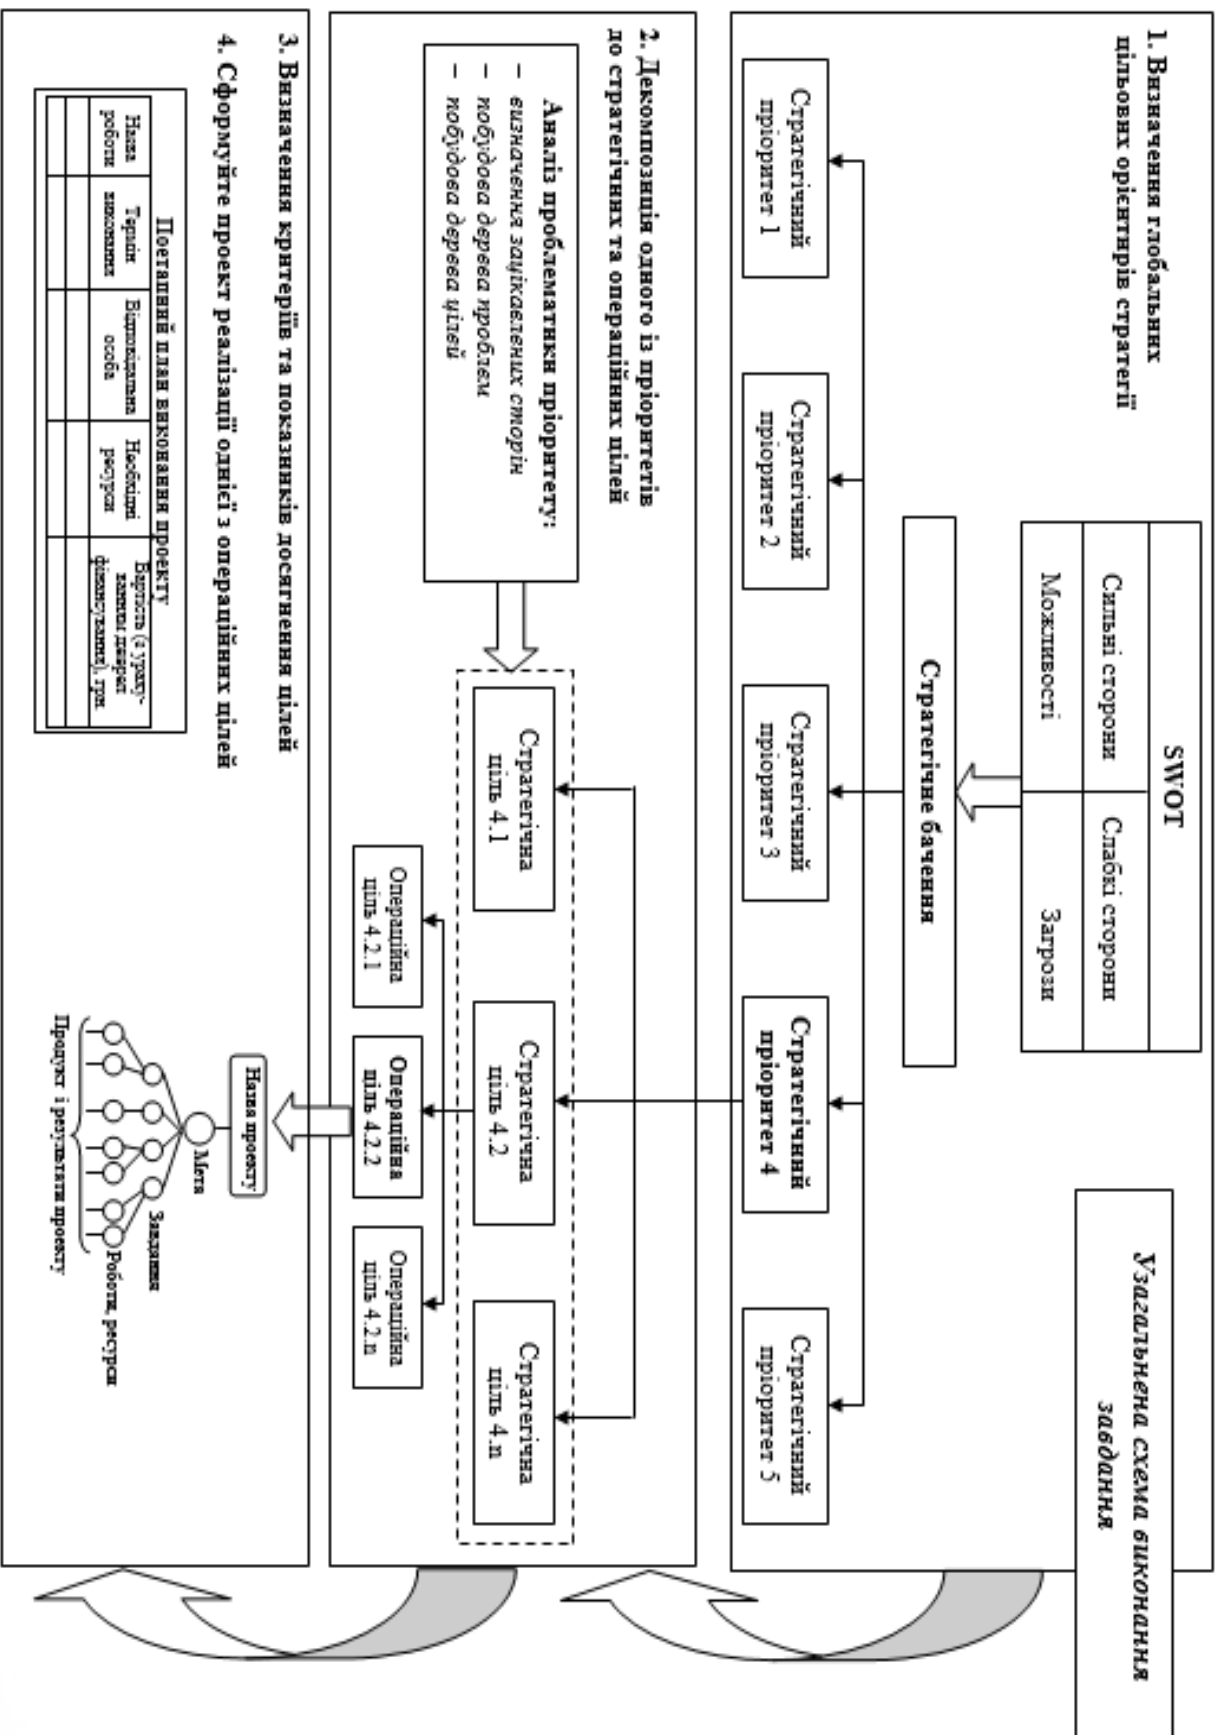 Узагальнена схема виконання
завдання
1. Визначення глобальних
цільових орієнтирів стратегії
SWOT
Сильні сторони
Слабкі сторони
Можливості
Загрози
Стратегічне бачення
Стратегічний
пріоритет 1
Стратегічний
пріоритет 2
Стратегічний
пріоритет 3
Стратегічний
пріоритет 4
Стратегічний
пріоритет 5
2. Декомпозиція одного із пріоритетів
до стратегічних та операційних цілей
Аналіз проблематики пріоритету:
– визначення зацікавлених сторін
– побудова дерева проблем
– побудова дерева цілей
Стратегічна
ціль 4.1
Стратегічна
ціль 4.2
Стратегічна
ціль 4.n
Операційна
ціль 4.2.1
Операційна
ціль 4.2.2
Операційна
ціль 4.2.n
3. Визначення критеріїв та показників досягнення цілей
4. Сформуйте проект реалізації однієї з операційних цілей
Поетапний план виконання проекту
Назва
роботи
Термін
виконання
Відповідальна
особа
Необхідні
ресурси
Вартість (з ураху-
ванням джерел
фінансування), грн.
Назва проекту
Мета
Завдання
Роботи, ресурси
Продукт і результати проекту